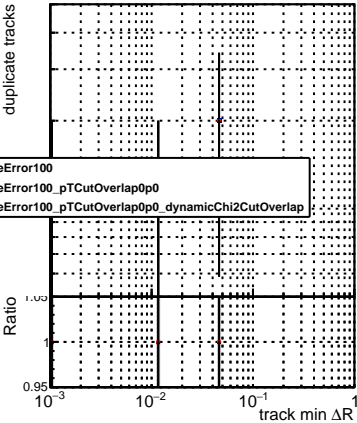 duplicate tracks
eError100
eError100_pTCutOverlap0p0
eError100_pTCutOverlap0p0_dynamicChi2CutOverlap
Ratio
1.05
1
0.95
10⁻³ 10⁻² 10⁻¹ 1
track min ΔR